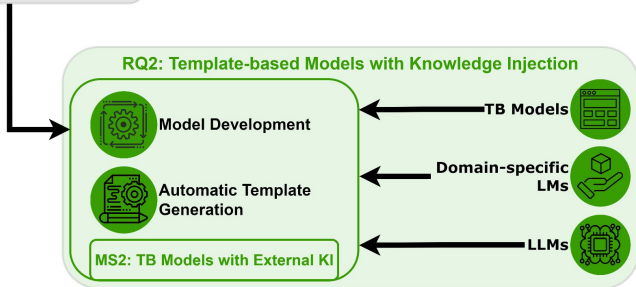 RQ2: Template-based Models with Knowledge Injection
Model Development
Automatic Template
Generation
MS2: TB Models with External KI
TB Models
Domain-specific
LMs
LLMs